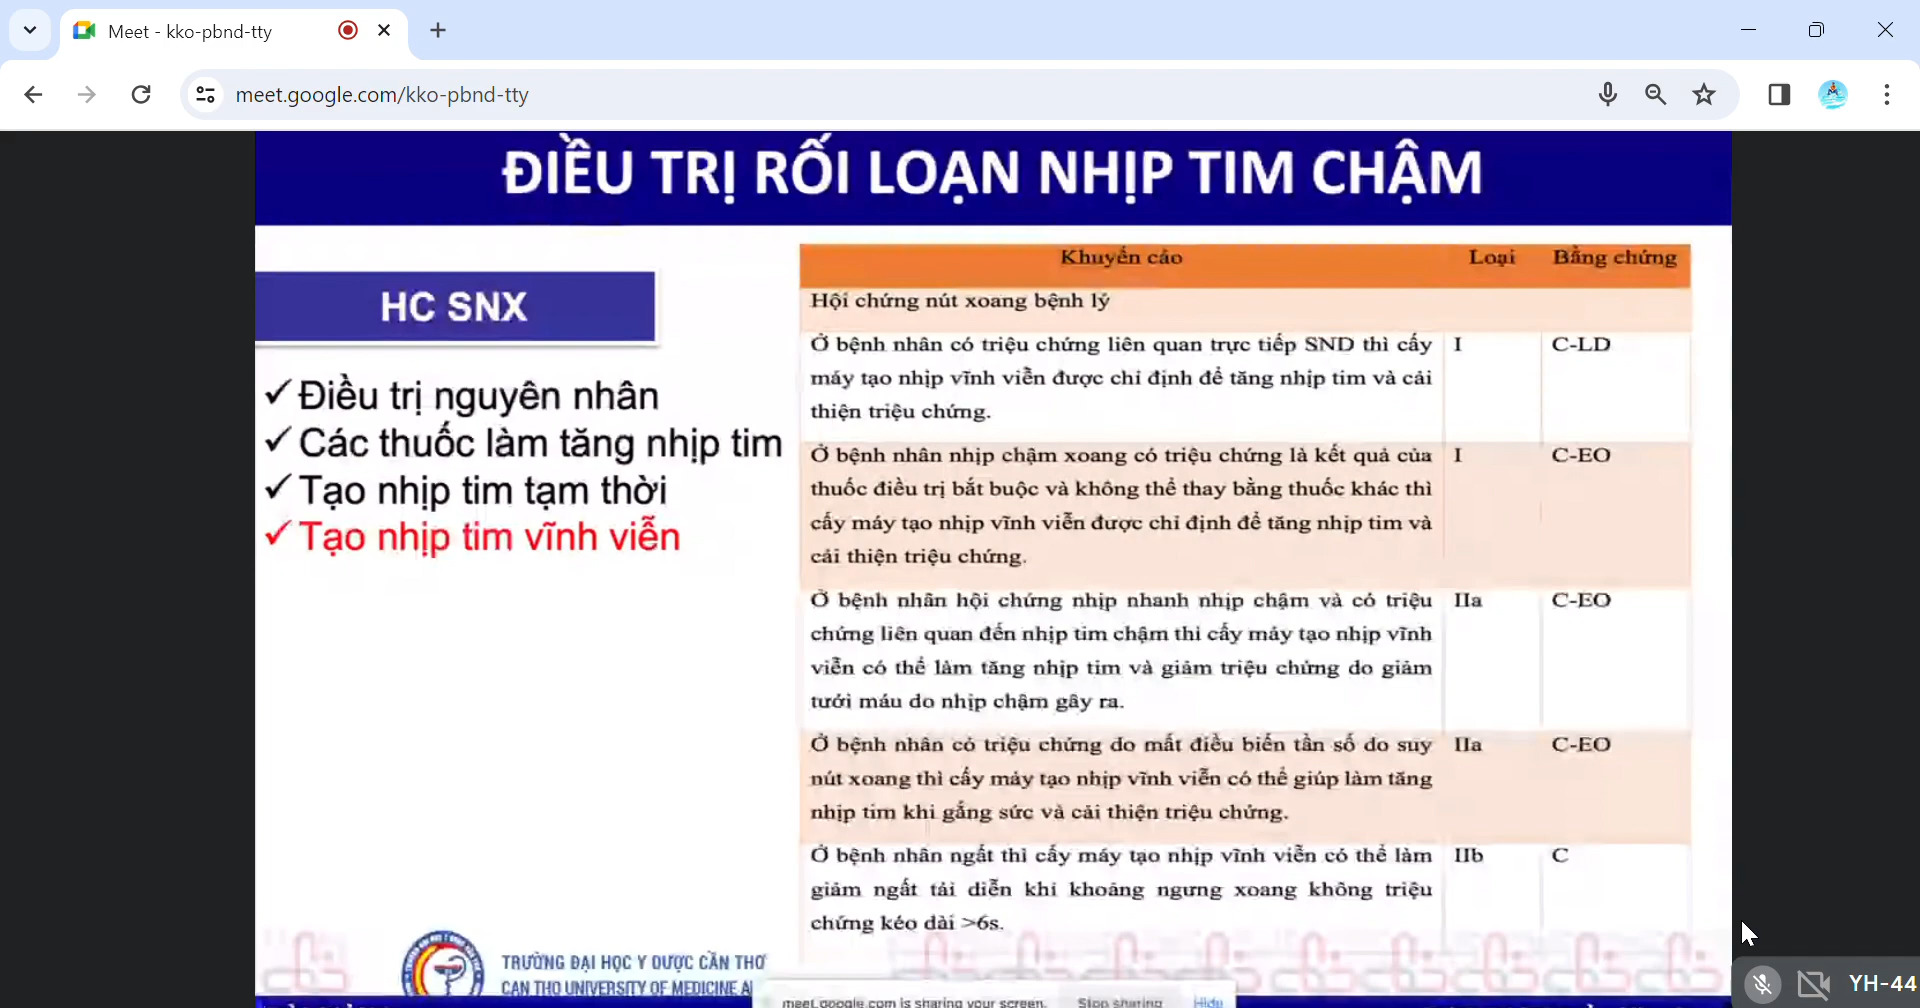 Meet - kko-pbnd-tty
meet.google.com/kko-pbnd-tty
ĐIỀU TRỊ RỐI LOẠN NHỊP TIM CHẬM
HC SNX
✓ Điều trị nguyên nhân
✓ Các thuốc làm tăng nhịp tim
✓ Tạo nhịp tim tạm thời
✓ Tạo nhịp tim vĩnh viễn
Khuyến cáo Loại Bằng chứng
Hội chứng nút xoang bệnh lý
Ở bệnh nhân có triệu chứng liên quan trực tiếp SND thì cấy I C-LD
máy tạo nhịp vĩnh viễn được chỉ định để tăng nhịp tim và cải
thiện triệu chứng.
Ở bệnh nhân nhịp chậm xoang có triệu chứng là kết quả của I C-EO
thuốc điều trị bắt buộc và không thể thay bằng thuốc khác thì
cấy máy tạo nhịp vĩnh viễn được chỉ định để tăng nhịp tim và
cải thiện triệu chứng.
Ở bệnh nhân hội chứng nhịp nhanh nhịp chậm và có triệu IIa C-EO
chứng liên quan đến nhịp tim chậm thì cấy máy tạo nhịp vĩnh
viễn có thể làm tăng nhịp tim và giảm triệu chứng do giảm
tưới máu do nhịp chậm gây ra.
Ở bệnh nhân có triệu chứng do mất điều biến tần số do suy IIa C-EO
nút xoang thì cấy máy tạo nhịp vĩnh viễn có thể giúp làm tăng
nhịp tim khi gắng sức và cải thiện triệu chứng.
Ở bệnh nhân ngất thì cấy máy tạo nhịp vĩnh viễn có thể làm IIb C
giảm ngất tái diễn khi khoảng ngưng xoang không triệu
chứng kéo dài >6s.
TRƯỜNG ĐẠI HỌC Y DƯỢC CẦN THƠ
CAN THO UNIVERSITY OF MEDICINE
meet.google.com is sharing your screen. Stop sharing Hide
YH-44